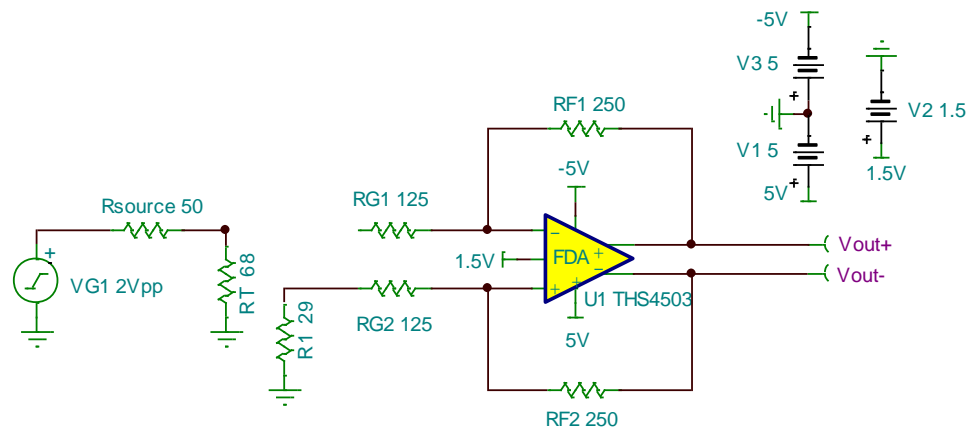 -5V
V3 5
V2 1.5
V1 5
1.5V
5V
RF1 250
-5V
RG1 125
Rsource 50
1.5V
FDA
Vout+
Vout-
VG1 2Vpp
RT 68
R1 29
RG2 125
U1 THS4503
5V
RF2 250